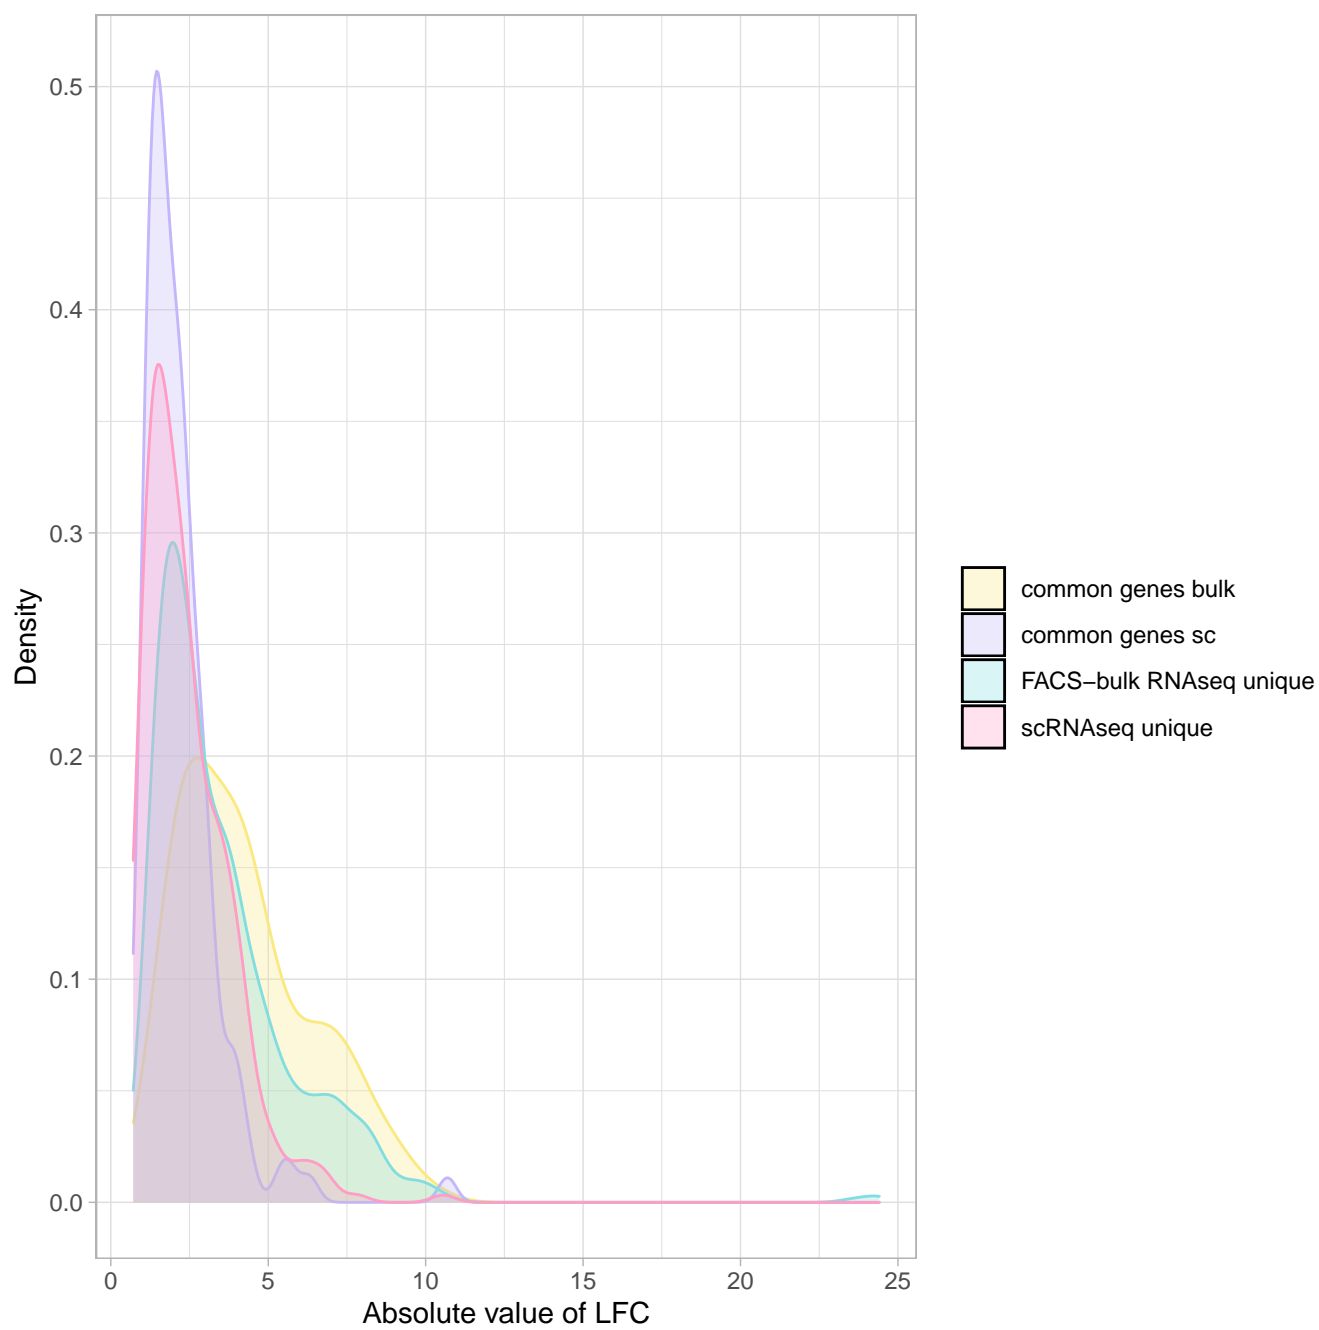 0.5
0.4
0.3
0.2
0.1
0.0
Density
0 5 10 15 20 25
Absolute value of LFC
common genes bulk
common genes sc
FACS−bulk RNAseq unique
scRNAseq unique